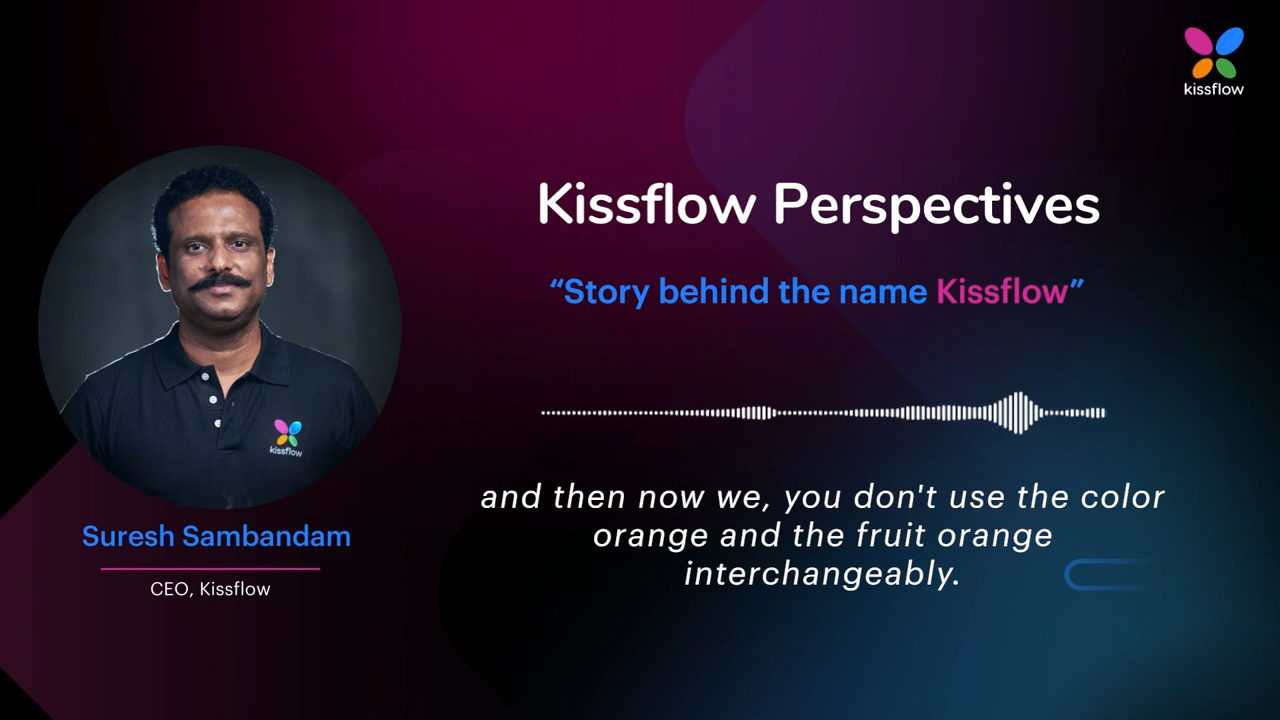 kissflow
Kissflow Perspectives
“Story behind the name Kissflow”
kissflow
and then now we, you don't use the color
orange and the fruit orange
interchangeably.
Suresh Sambandam
CEO, Kissflow